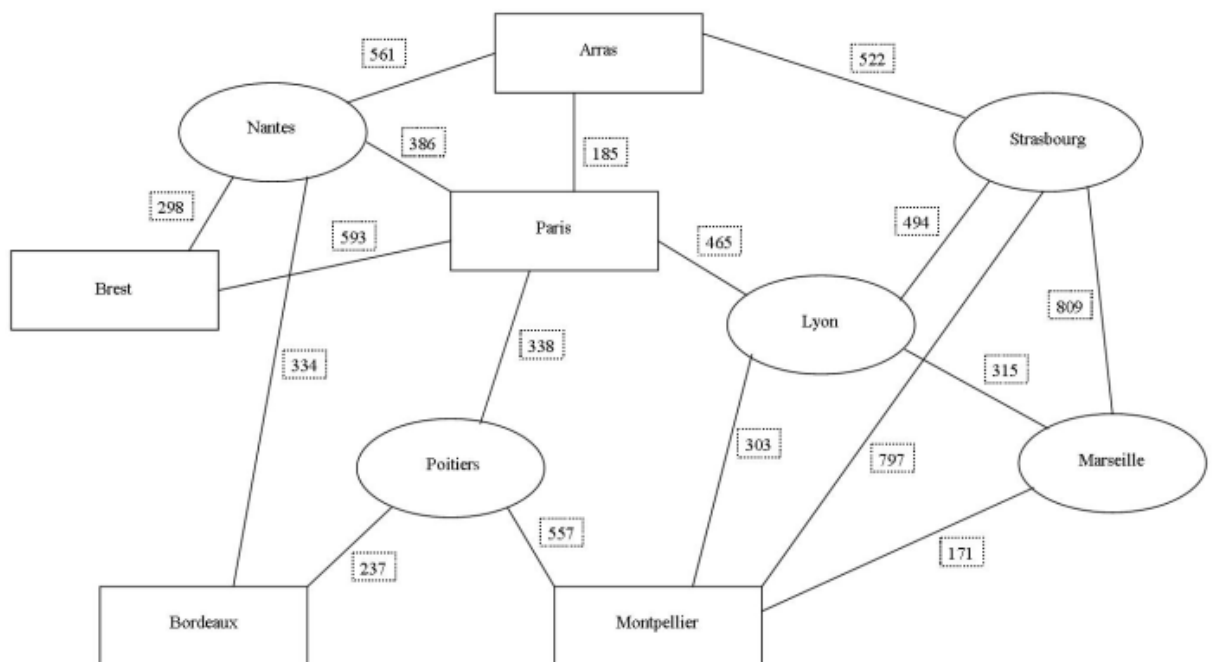 Arras
561
522
Nantes
Strasbourg
386
185
298
593
Paris
465
494
Brest
Lyon
809
334
338
315
303
797
Poitiers
Marseille
557
237
171
Bordeaux
Montpellier